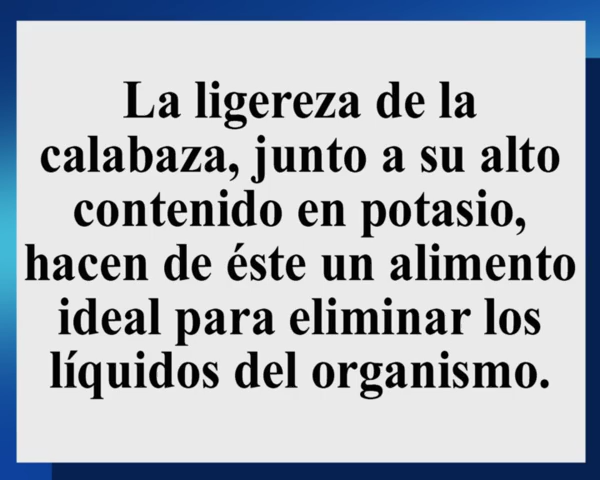 La ligereza de la
calabaza, junto a su alto
contenido en potasio,
hacen de éste un alimento
ideal para eliminar los
líquidos del organismo.